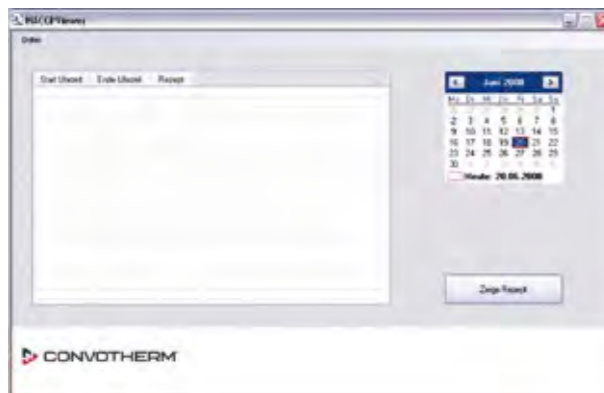 HACCPViewer
Datei
Start Uhrzeit Ende Uhrzeit Rezept
Juni 2008
Mo Di Mi Do Fr Sa So
1
2 3 4 5 6 7 8
9 10 11 12 13 14 15
16 17 18 19 20 21 22
23 24 25 26 27 28 29
30
Heute: 20.06.2008
Zeige Rezept
CONVOTHERM